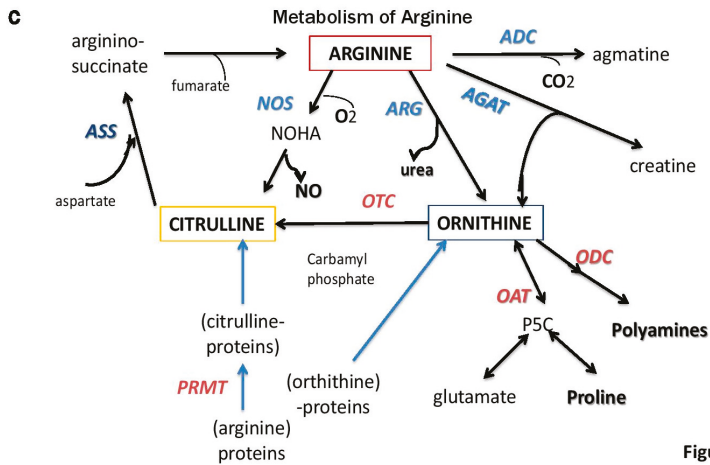 c
Metabolism of Arginine
arginino-
succinate
fumarate
ARGININE
ADC
agmatine
CO2
NOS
O2
NOHA
NO
ARG
urea
AGAT
creatine
ASS
aspartate
CITRULLINE
OTC
ORNITHINE
Carbamyl
phosphate
ODC
OAT
Polyamines
P5C
glutamate
Proline
(citrulline-
proteins)
PRMT
(arginine)
proteins
(orthithine)
-proteins
Figu